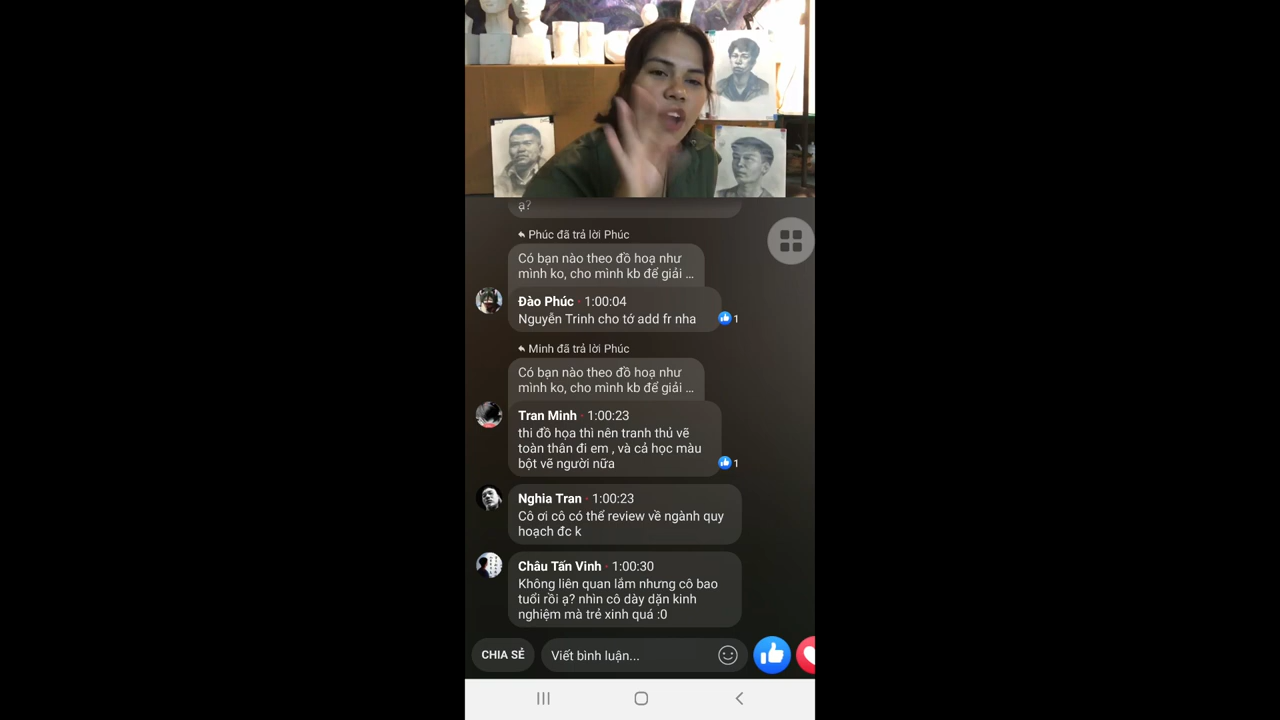 ạ?
Phúc đã trả lời Phúc
Có bạn nào theo đồ hoạ như
mình ko, cho mình kb để giải ...
Đào Phúc · 1:00:04
Nguyễn Trinh cho tớ add fr nha
1
Minh đã trả lời Phúc
Có bạn nào theo đồ hoạ như
mình ko, cho mình kb để giải ...
Tran Minh · 1:00:23
thi đồ họa thì nên tranh thủ vẽ
toàn thân đi em , và cả học màu
bột vẽ người nữa
1
Nghia Tran · 1:00:23
Cô ơi cô có thể review về ngành quy
hoạch đc k
Châu Tấn Vinh · 1:00:30
Không liên quan lắm nhưng cô bao
tuổi rồi ạ? nhìn cô dày dặn kinh
nghiệm mà trẻ xinh quá :0
CHIA SẺ
Viết bình luận...